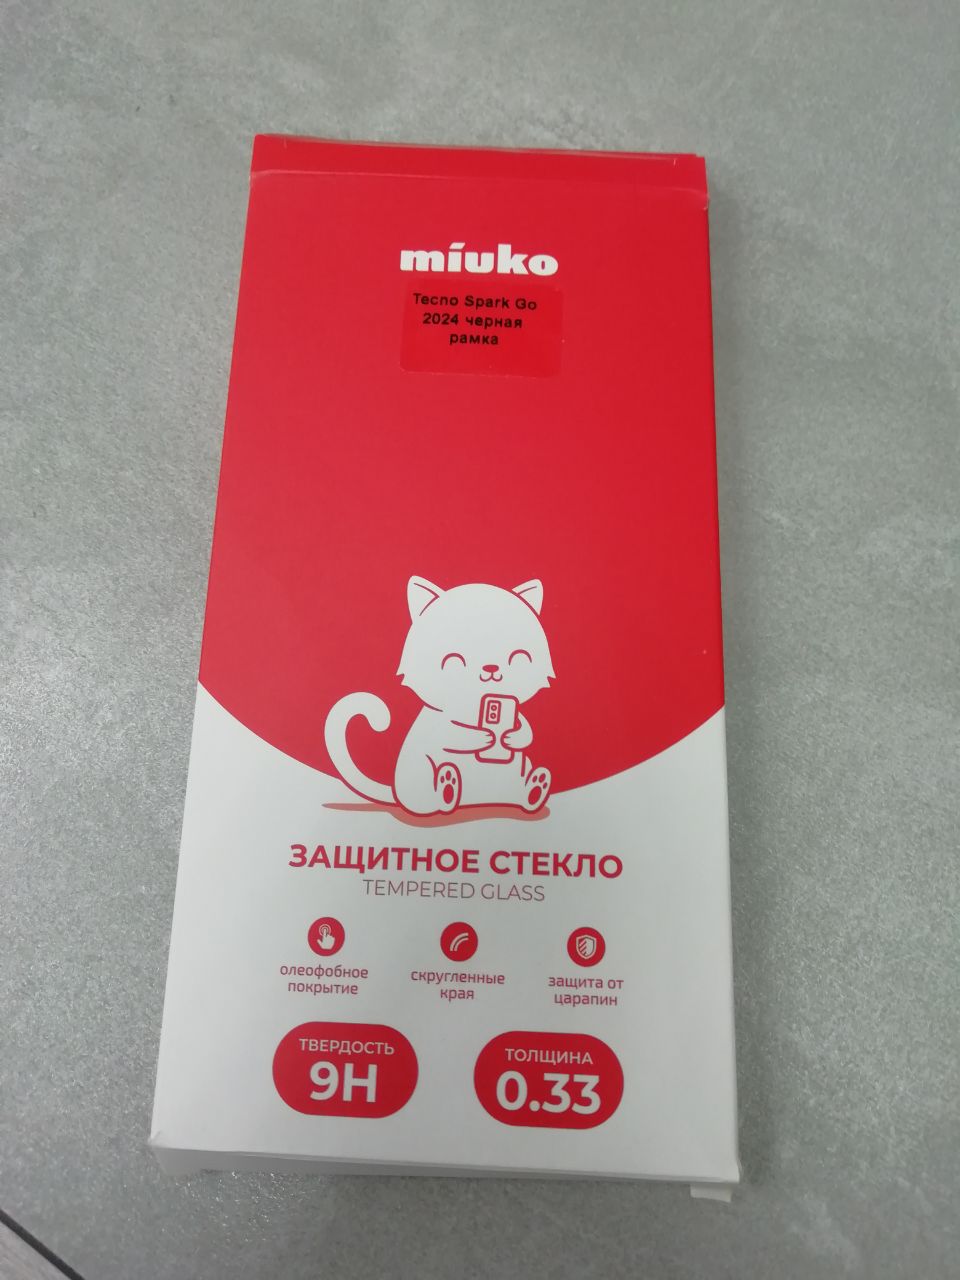 míuko
Tecno Spark Go
2024 черная
рамка
ЗАЩИТНОЕ СТЕКЛО
TEMPERED GLASS
олеофобное
покрытие
скругленные
края
защита от
царапин
ТВЕРДОСТЬ
9H
ТОЛЩИНА
0.33